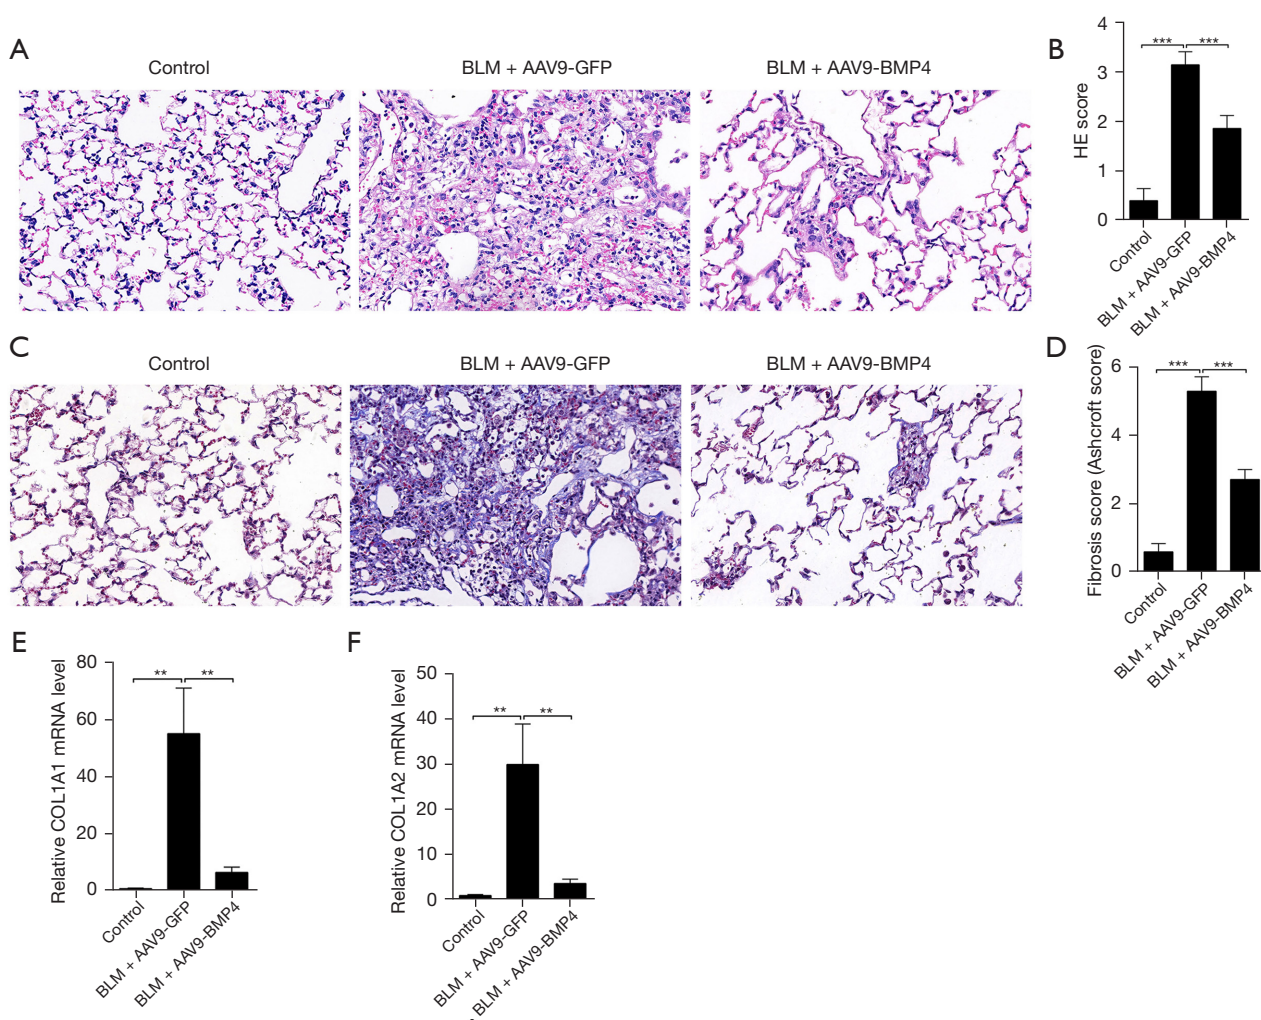 A
Control
BLM + AAV9-GFP
BLM + AAV9-BMP4
B
HE score
4
3
2
1
0
***
***
Control
BLM + AAV9-GFP
BLM + AAV9-BMP4
C
Control
BLM + AAV9-GFP
BLM + AAV9-BMP4
D
Fibrosis score (Ashcroft score)
6
4
2
0
***
***
Control
BLM + AAV9-GFP
BLM + AAV9-BMP4
E
Relative COL1A1 mRNA level
80
60
40
20
0
**
**
Control
BLM + AAV9-GFP
BLM + AAV9-BMP4
F
Relative COL1A2 mRNA level
50
40
30
20
10
0
**
**
Control
BLM + AAV9-GFP
BLM + AAV9-BMP4